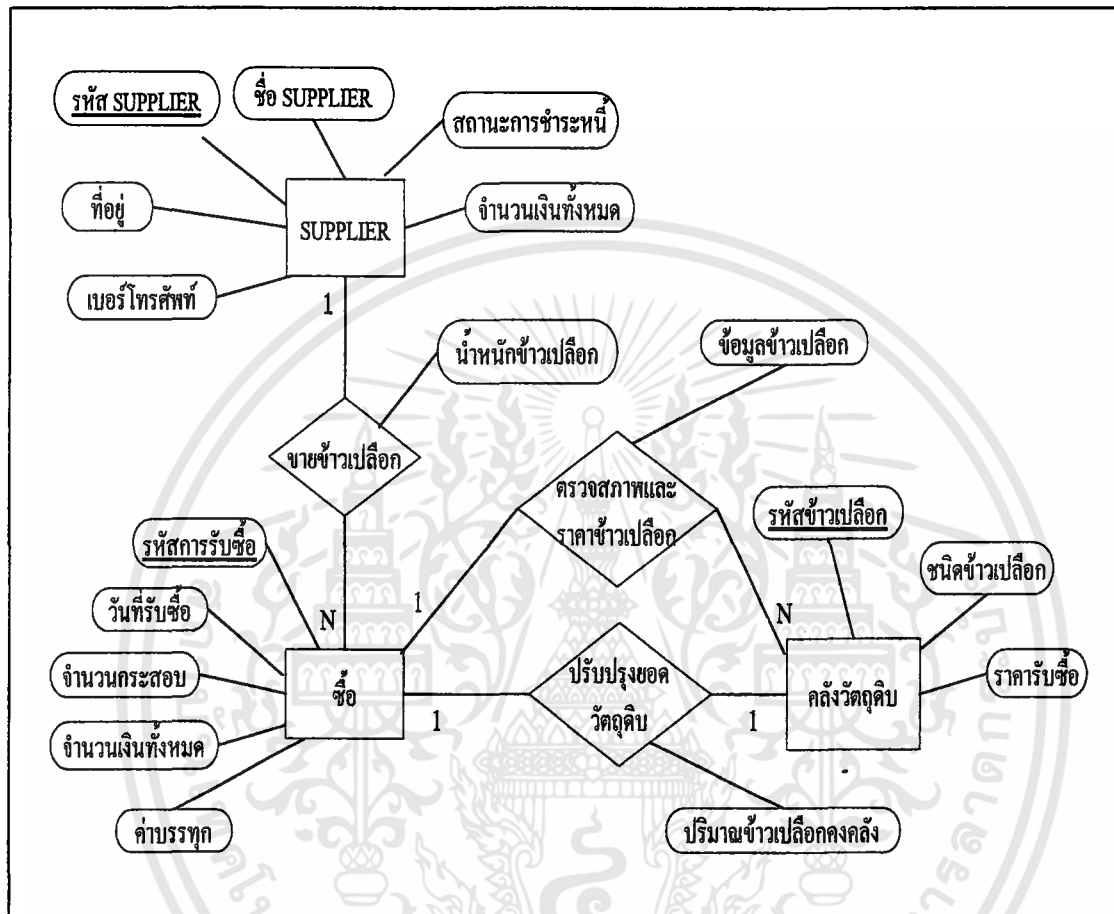 รหัส SUPPLIER
ชื่อ SUPPLIER
สถานะการชำระหนี้
ที่อยู่
SUPPLIER
จำนวนเงินทั้งหมด
เบอร์โทรศัพท์
1
น้ำหนักข้าวเปลือก
ข้อมูลข้าวเปลือก
ขายข้าวเปลือก
ตรวจสภาพและ
ราคาข้าวเปลือก
รหัสข้าวเปลือก
รหัสการรับซื้อ
ชนิดข้าวเปลือก
วันที่รับซื้อ
N
1
N
จำนวนกระสอบ
ซื้อ
ปรับปรุงยอด
วัตถุดิบ
คลังวัตถุดิบ
ราคารับซื้อ
1
1
จำนวนเงินทั้งหมด
ค่าบรรทุก
ปริมาณข้าวเปลือกคงคลัง